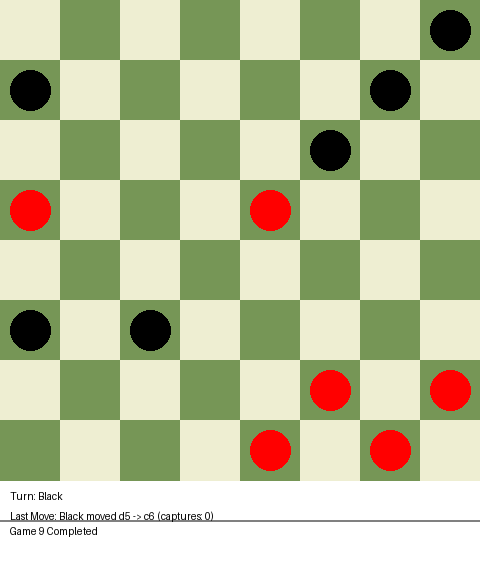 Turn: Black
Last Move: Black moved d5 -> c6 (captures: 0)
Game 9 Completed